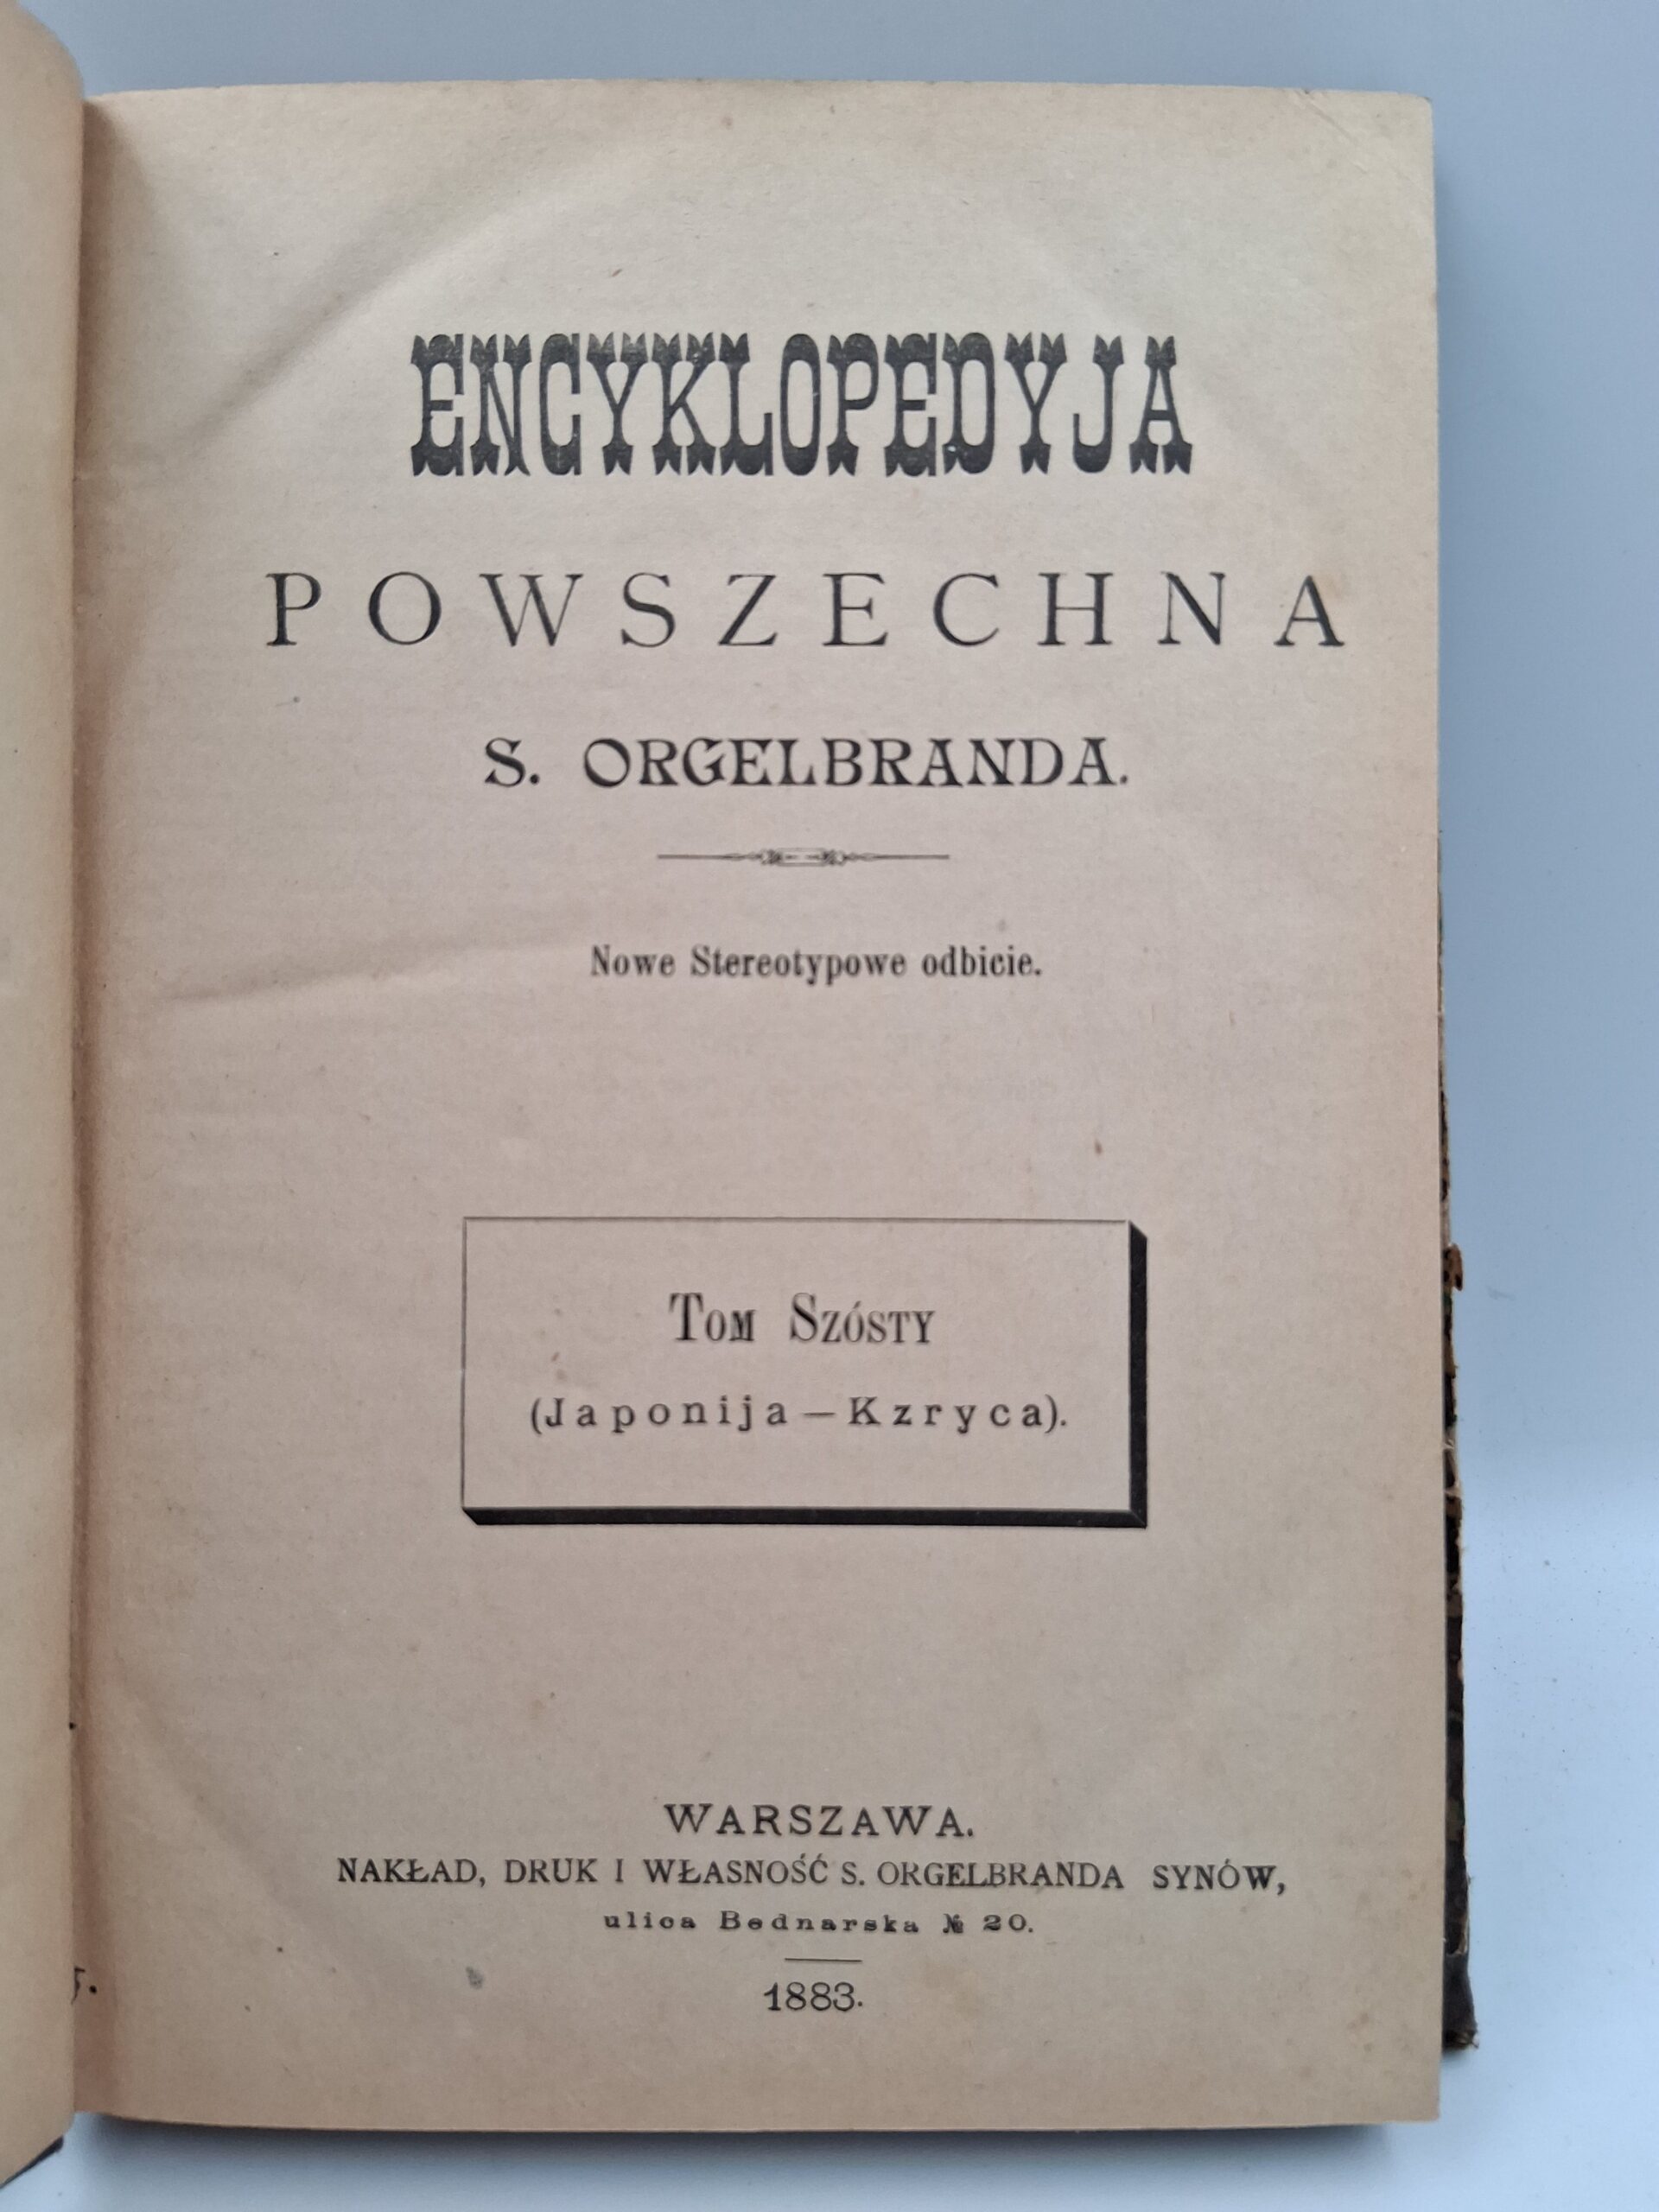 ENCYKLOPEDYJA
POWSZECHNA
S. ORGELBRANDA.
Nowe Stereotypowe odbicie.
Tom Szósty
(Japonija — Kzryca).
WARSZAWA.
NAKŁAD, DRUK I WŁASNOŚĆ S. ORGELBRANDA SYNÓW,
ulica Bednarska № 20.
1883.